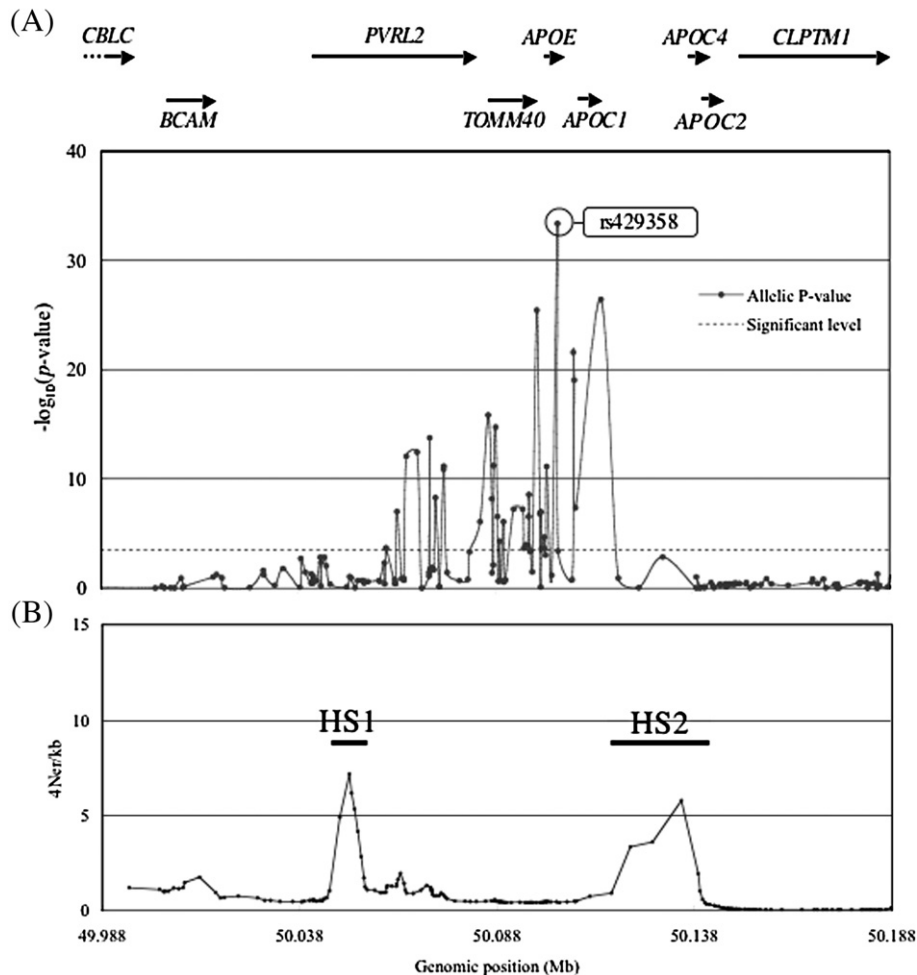 (A)
CBLC PVRL2 APOE APOC4 CLPTM1
BCAM TOMM40 APOC1 APOC2
40
rs429358
30
Allelic P-value
Significant level
20
10
0
-log10(p-value)
(B)
15
HS1 HS2
10
5
0
4Ner/kb
49.988 50.038 50.088 50.138 50.188
Genomic position (Mb)